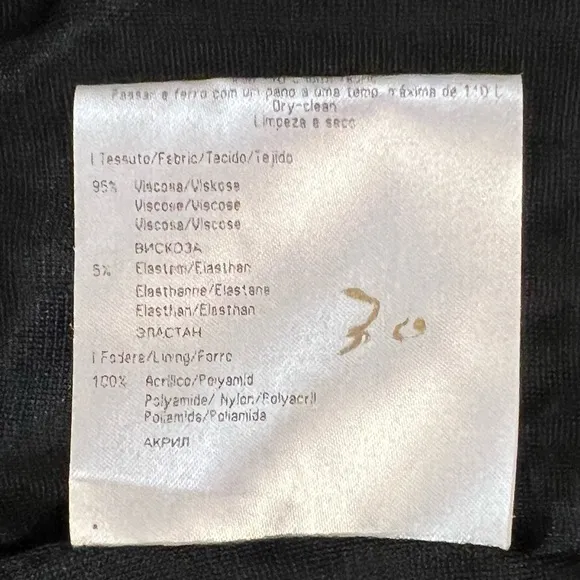 Passar a ferro com um pano a uma temp. máxima de 110 C
Dry-clean
Limpeza a seco
| Tessuto/Fabric/Tecido/Tejido
95% Viscosa/Viskose
Viscose/Viscose
Viscosa/Viscose
ВИСКОЗА
5% Elastam/Elasthan
Elasthanne/Elastane
Elasthan/Elasthan
ЭЛАСТАН
| Fodera/Lining/Forro
100% Acrilico/Polyamid
Polyamide/ Nylon/Polyacril
Poliamida/Poliamida
АКРИЛ
30